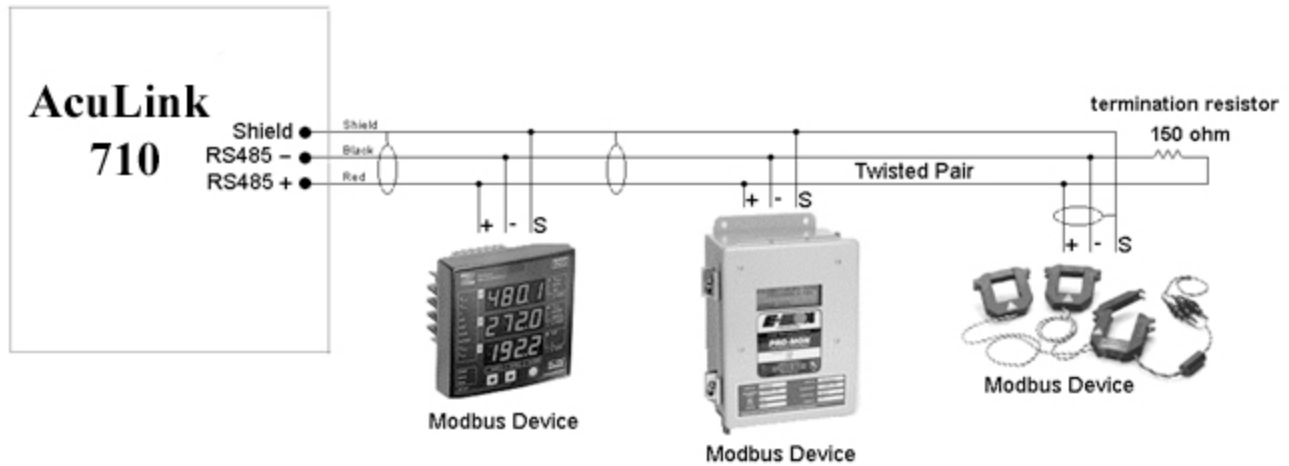 AcuLink
710
Shield
RS485 –
RS485 +
Shield
Black
Red
termination resistor
150 ohm
Twisted Pair
+ - S
+ - S
+ - S
480.1
272.0
192.2
PRO-MON
Modbus Device
Modbus Device
Modbus Device